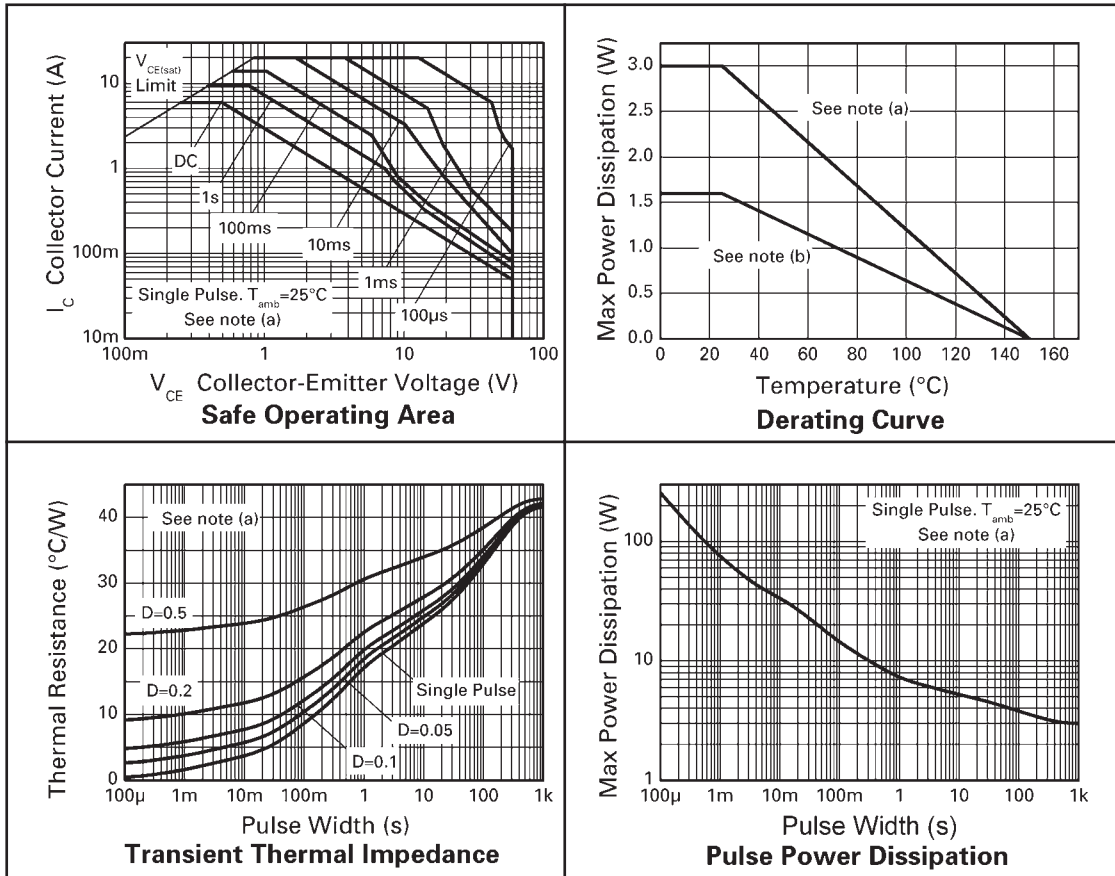 I_C Collector Current (A)
10
1
100m
10m
V_CE(sat)
Limit
DC
1s
100ms
10ms
1ms
100µs
Single Pulse. T_amb=25°C
See note (a)
100m 1 10 100
V_CE Collector-Emitter Voltage (V)
Safe Operating Area
Max Power Dissipation (W)
3.0
2.5
2.0
1.5
1.0
0.5
0.0
See note (a)
See note (b)
0 20 40 60 80 100 120 140 160
Temperature (°C)
Derating Curve
Thermal Resistance (°C/W)
40
30
20
10
0
See note (a)
D=0.5
D=0.2
Single Pulse
D=0.05
D=0.1
100µ 1m 10m 100m 1 10 100 1k
Pulse Width (s)
Transient Thermal Impedance
Max Power Dissipation (W)
100
10
1
Single Pulse. T_amb=25°C
See note (a)
100µ 1m 10m 100m 1 10 100 1k
Pulse Width (s)
Pulse Power Dissipation